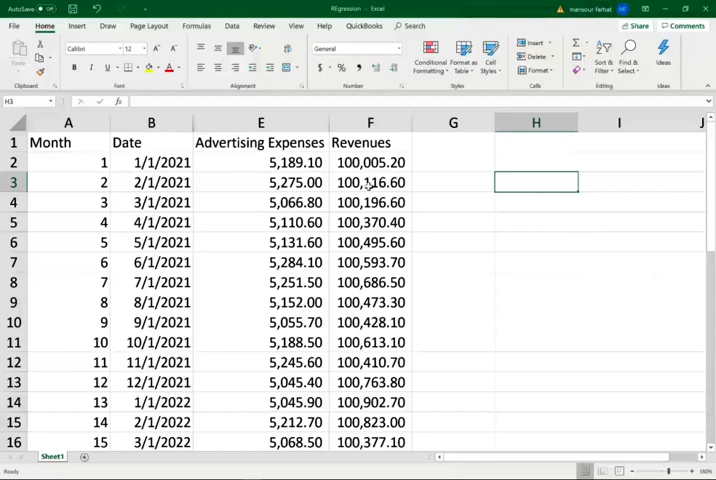 AutoSave Off
REgression - Excel
mansour farhat
MF
File Home Insert Draw Page Layout Formulas Data Review View Help QuickBooks Search
Share Comments
Paste
Calibri 12
General
Conditional Formatting
Format as Table
Cell Styles
Insert
Delete
Format
Sort & Filter
Find & Select
Ideas
Clipboard Font Alignment Number Styles Cells Editing Ideas
H3 fx
A B E F G H I J
1 Month Date Advertising Expenses Revenues
2 1 1/1/2021 5,189.10 100,005.20
3 2 2/1/2021 5,275.00 100,116.60
4 3 3/1/2021 5,066.80 100,196.60
5 4 4/1/2021 5,110.60 100,370.40
6 5 5/1/2021 5,131.60 100,495.60
7 6 6/1/2021 5,284.10 100,593.70
8 7 7/1/2021 5,251.50 100,686.50
9 8 8/1/2021 5,152.00 100,473.30
10 9 9/1/2021 5,055.70 100,428.10
11 10 10/1/2021 5,188.50 100,613.10
12 11 11/1/2021 5,245.60 100,410.70
13 12 12/1/2021 5,045.40 100,763.80
14 13 1/1/2022 5,045.90 100,902.70
15 14 2/1/2022 5,212.70 100,823.00
16 15 3/1/2022 5,068.50 100,377.10
Sheet1
Ready
180%